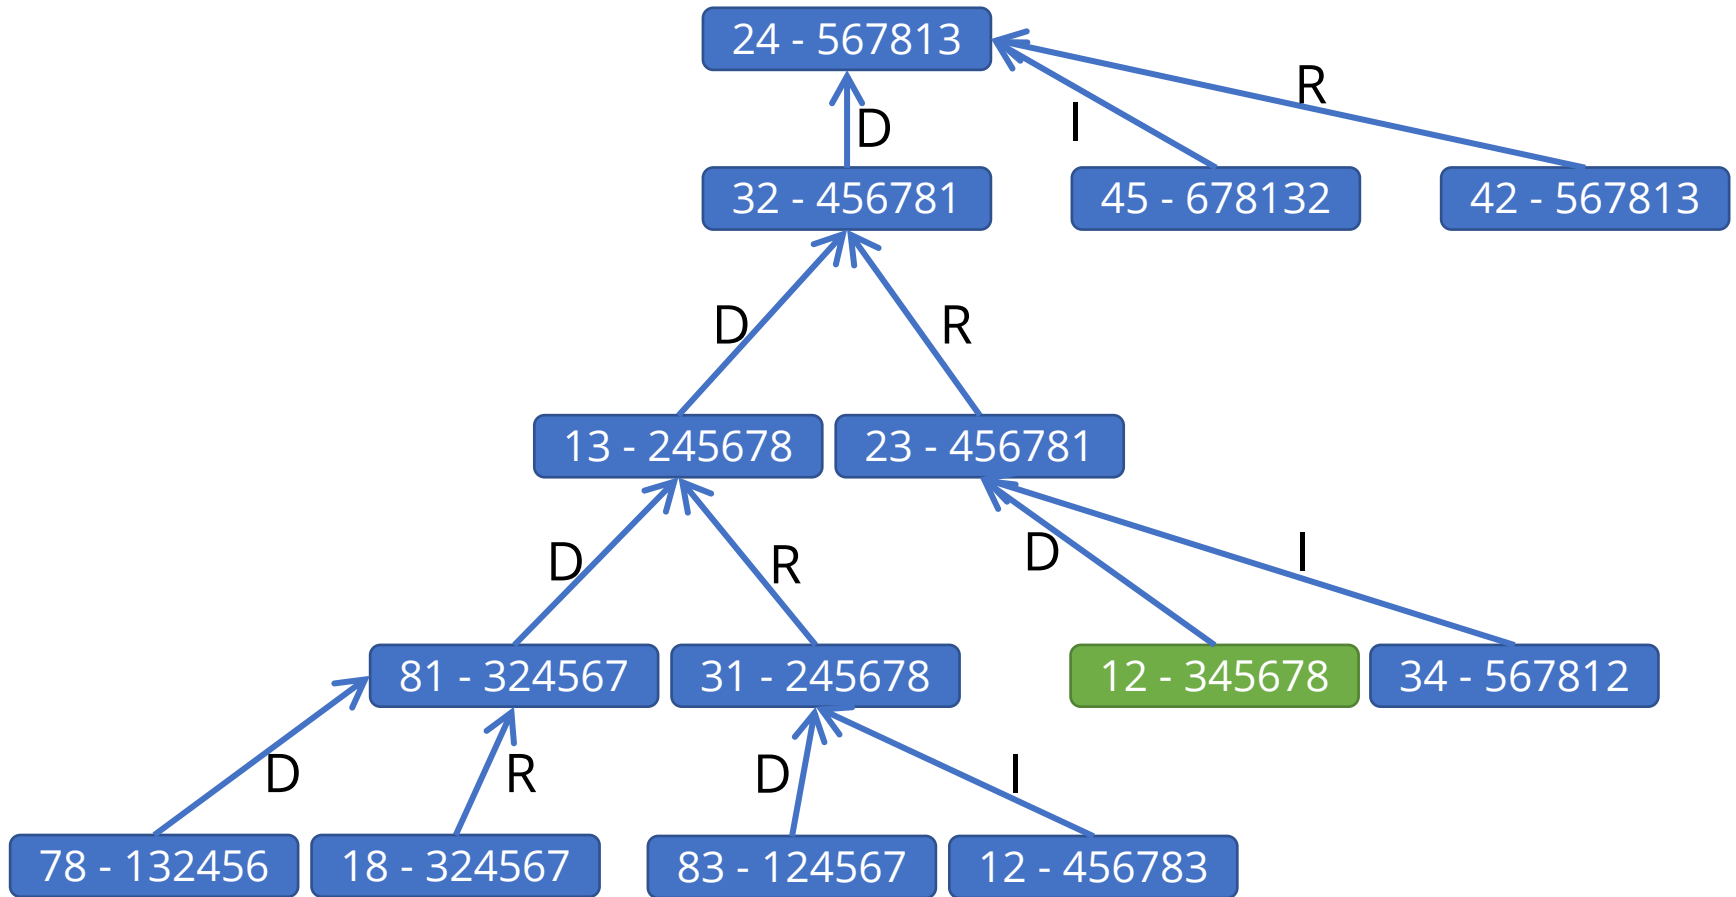 24 - 567813
D
I
R
32 - 456781
45 - 678132
42 - 567813
D
R
13 - 245678
23 - 456781
D
R
D
I
81 - 324567
31 - 245678
12 - 345678
34 - 567812
D
R
D
I
78 - 132456
18 - 324567
83 - 124567
12 - 456783